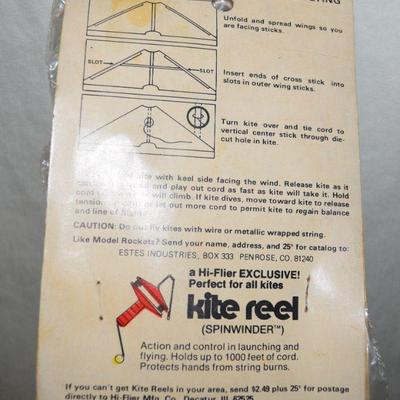 Unfold and spread wings so you
are facing sticks.
SLOT
SLOT
Insert ends of cross stick into
slots in outer wing sticks.
Turn kite over and tie cord to
vertical center stick through die-
cut hole in kite.
with keel side facing the wind. Release kite as it
and play out cord as fast as kite will take it. Hold
cord will climb. If kite dives, move toward kite to release
tension, let out more cord to permit kite to regain balance
and line of flight.
CAUTION: Do not fly kites with wire or metallic wrapped string.
Like Model Rockets? Send your name, address, and 25¢ for catalog to:
ESTES INDUSTRIES, BOX 333 PENROSE, CO. 81240
a Hi-Flier EXCLUSIVE!
Perfect for all kites
kite reel
(SPINWINDER™)
Action and control in launching and
flying. Holds up to 1000 feet of cord.
Protects hands from string burns.
If you can't get Kite Reels in your area, send $2.49 plus 25¢ for postage
directly to Hi-Flier Mfg. Co., Decatur, Ill. 62525